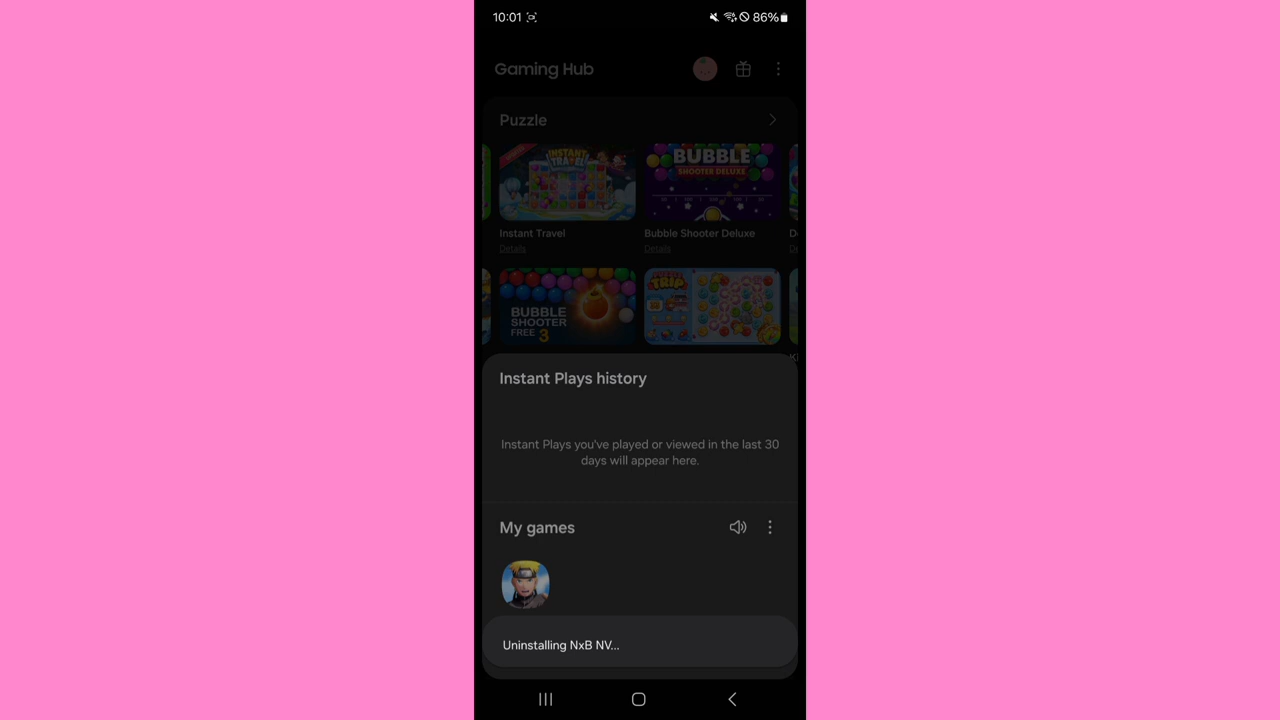 10:01
86%
Gaming Hub
Puzzle
INSTANT
TRAVEL
BUBBLE
SHOOTER DELUXE
Instant Travel
Bubble Shooter Deluxe
Details
Details
BUBBLE
SHOOTER
FREE 3
TRIP
Instant Plays history
Instant Plays you've played or viewed in the last 30
days will appear here.
My games
Uninstalling NxB NV...